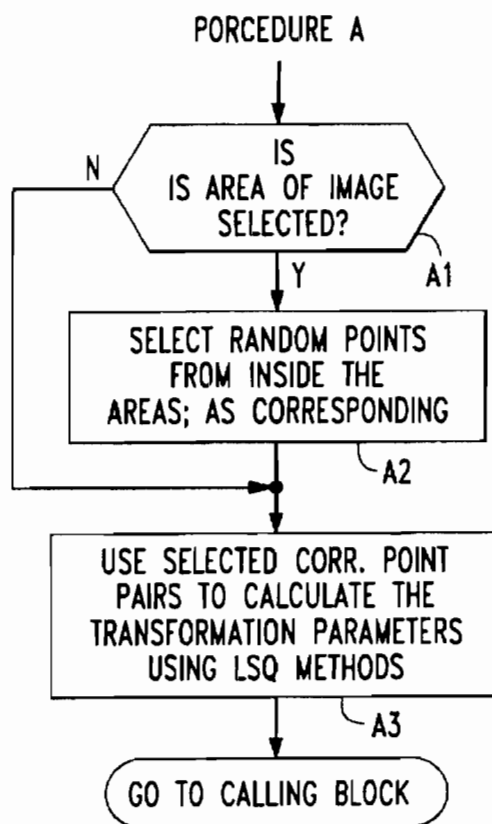 PORCEDURE A
IS
IS AREA OF IMAGE
SELECTED?
N
A1
Y
SELECT RANDOM POINTS
FROM INSIDE THE
AREAS; AS CORRESPONDING
A2
USE SELECTED CORR. POINT
PAIRS TO CALCULATE THE
TRANSFORMATION PARAMETERS
USING LSQ METHODS
A3
GO TO CALLING BLOCK